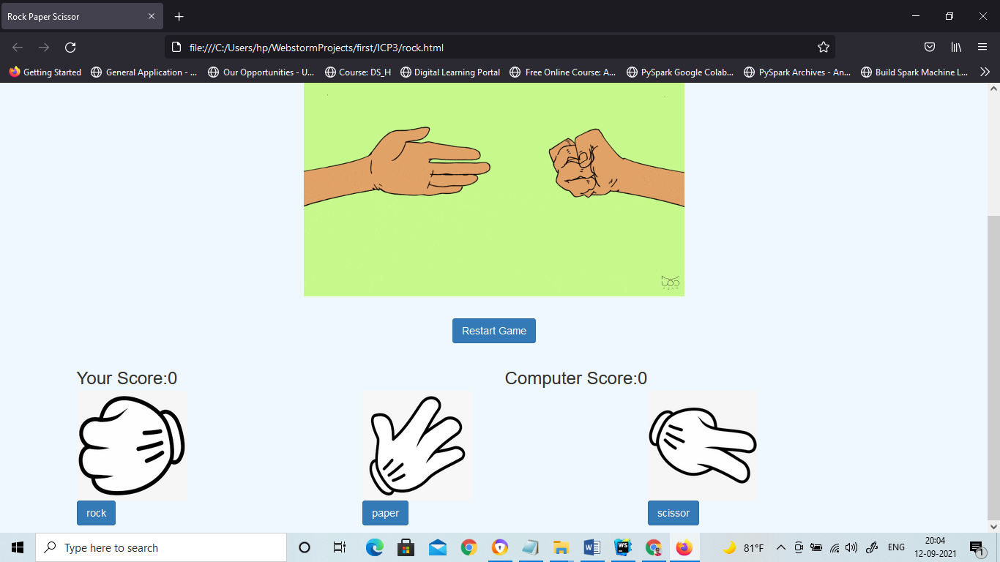 Rock Paper Scissor
file:///C:/Users/hp/WebstormProjects/first/ICP3/rock.html
Getting Started General Application - ... Our Opportunities - U... Course: DS_H Digital Learning Portal Free Online Course: A... PySpark Google Colab... PySpark Archives - An... Build Spark Machine L...
Restart Game
Your Score:0 Computer Score:0
rock paper scissor
Type here to search
W
WS
81°F
ENG
20:04
12-09-2021
1